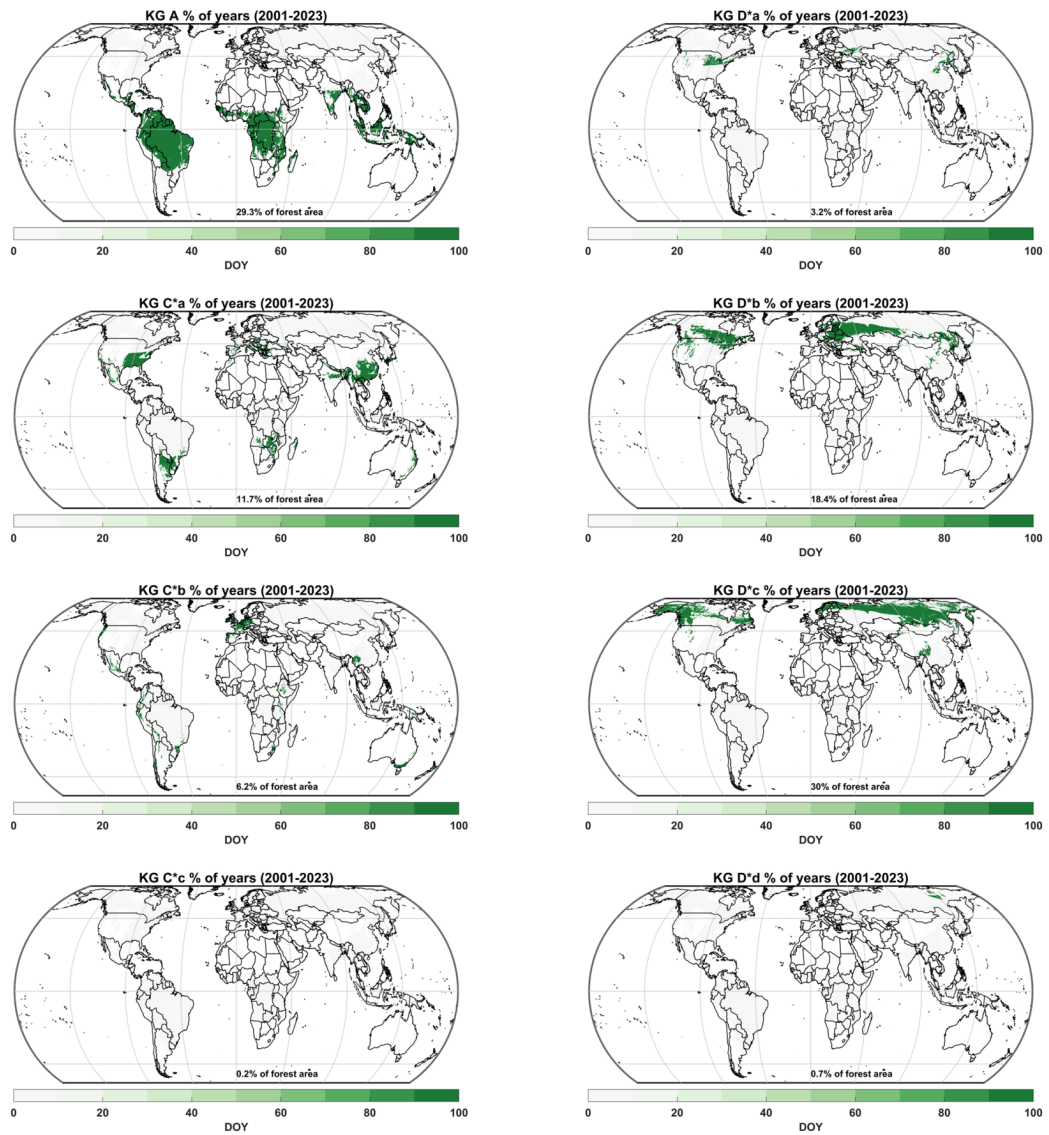 KG A % of years (2001-2023)
29.3% of forest area
0 20 40 60 80 100
DOY
KG D*a % of years (2001-2023)
3.2% of forest area
0 20 40 60 80 100
DOY
KG C*a % of years (2001-2023)
11.7% of forest area
0 20 40 60 80 100
DOY
KG D*b % of years (2001-2023)
18.4% of forest area
0 20 40 60 80 100
DOY
KG C*b % of years (2001-2023)
6.2% of forest area
0 20 40 60 80 100
DOY
KG D*c % of years (2001-2023)
30% of forest area
0 20 40 60 80 100
DOY
KG C*c % of years (2001-2023)
0.2% of forest area
0 20 40 60 80 100
DOY
KG D*d % of years (2001-2023)
0.7% of forest area
0 20 40 60 80 100
DOY